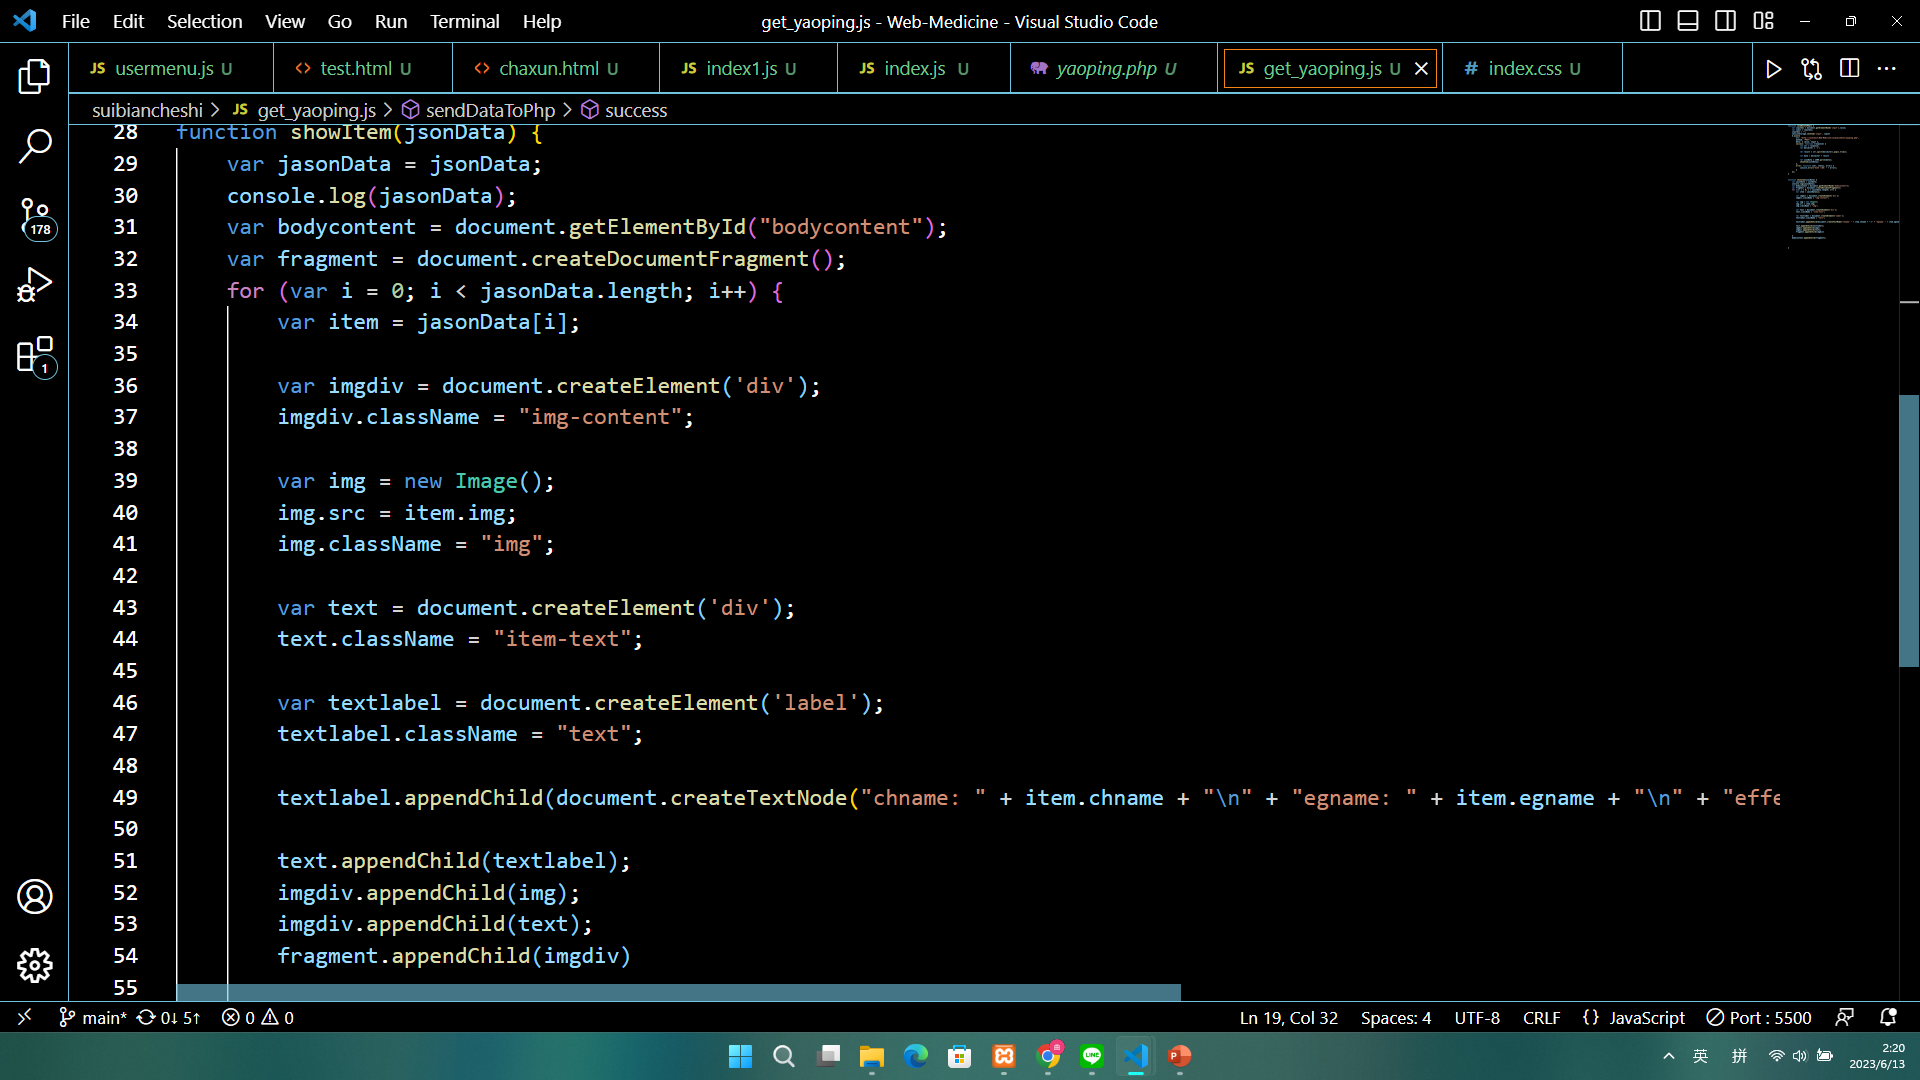 File Edit Selection View Go Run Terminal Help get_yaoping.js - Web-Medicine - Visual Studio Code
JS usermenu.js U <> test.html U <> chaxun.html U JS index1.js U JS index.js U yaoping.php U JS get_yaoping.js U # index.css U
suibiancheshi > JS get_yaoping.js > sendDataToPhp > success
28 function showItem(jsonData) {
29 var jasonData = jsonData;
30 console.log(jasonData);
31 var bodycontent = document.getElementById("bodycontent");
32 var fragment = document.createDocumentFragment();
33 for (var i = 0; i < jasonData.length; i++) {
34 var item = jasonData[i];
35
36 var imgdiv = document.createElement('div');
37 imgdiv.className = "img-content";
38
39 var img = new Image();
40 img.src = item.img;
41 img.className = "img";
42
43 var text = document.createElement('div');
44 text.className = "item-text";
45
46 var textlabel = document.createElement('label');
47 textlabel.className = "text";
48
49 textlabel.appendChild(document.createTextNode("chname: " + item.chname + "\n" + "egname: " + item.egname + "\n" + "effe
50
51 text.appendChild(textlabel);
52 imgdiv.appendChild(img);
53 imgdiv.appendChild(text);
54 fragment.appendChild(imgdiv)
55
178
1
main* 0↓ 5↑ 0 0 Ln 19, Col 32 Spaces: 4 UTF-8 CRLF {} JavaScript Port : 5500
英 拼 2:20
2023/6/13